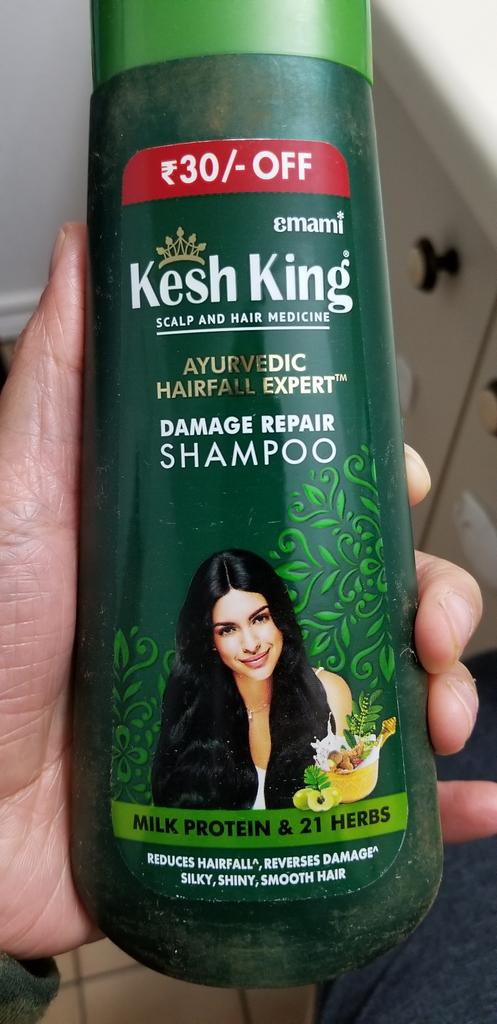 ₹30/- OFF
emami*
Kesh King®
SCALP AND HAIR MEDICINE
AYURVEDIC
HAIRFALL EXPERT™
DAMAGE REPAIR
SHAMPOO
MILK PROTEIN & 21 HERBS
REDUCES HAIRFALL^, REVERSES DAMAGE^
SILKY, SHINY, SMOOTH HAIR